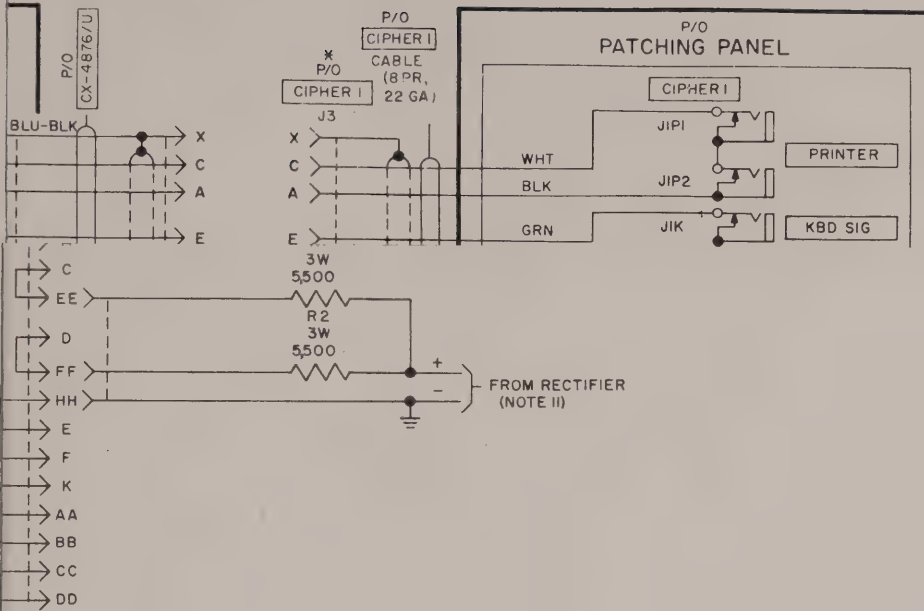 P/O
CX-4876/U
BLU-BLK
X
C
A
E
*
P/O
CIPHER I
J3
X
C
A
E
P/O
CIPHER I
CABLE
(8 PR,
22 GA)
P/O
PATCHING PANEL
CIPHER I
WHT
BLK
GRN
JIP1
JIP2
JIK
PRINTER
KBD SIG
C
EE
D
FF
HH
E
F
K
AA
BB
CC
DD
3W
5,500
R2
3W
5,500
+
-
FROM RECTIFIER
(NOTE 11)